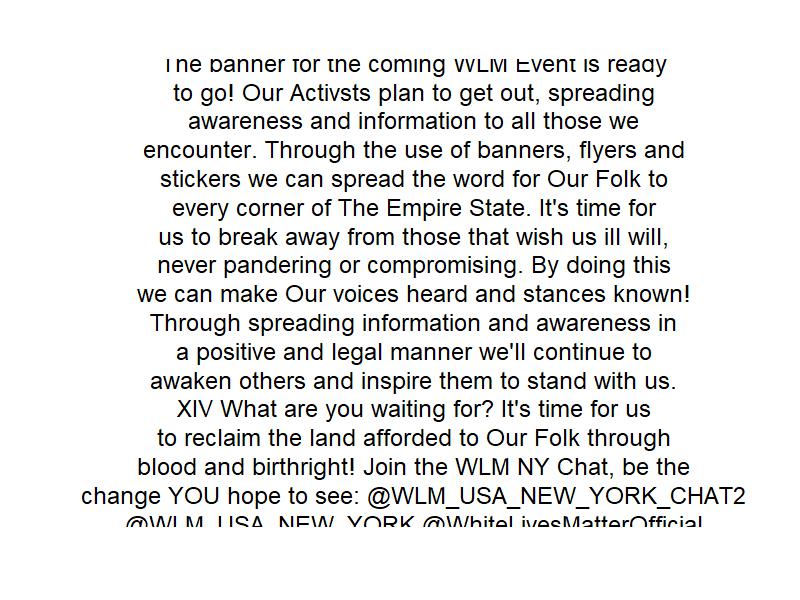 The banner for the coming WLM Event is ready
to go! Our Activsts plan to get out, spreading
awareness and information to all those we
encounter. Through the use of banners, flyers and
stickers we can spread the word for Our Folk to
every corner of The Empire State. It's time for
us to break away from those that wish us ill will,
never pandering or compromising. By doing this
we can make Our voices heard and stances known!
Through spreading information and awareness in
a positive and legal manner we'll continue to
awaken others and inspire them to stand with us.
XIV What are you waiting for? It's time for us
to reclaim the land afforded to Our Folk through
blood and birthright! Join the WLM NY Chat, be the
change YOU hope to see: @WLM_USA_NEW_YORK_CHAT2
@WLM_USA_NEW_YORK @WhiteLivesMatterOfficial